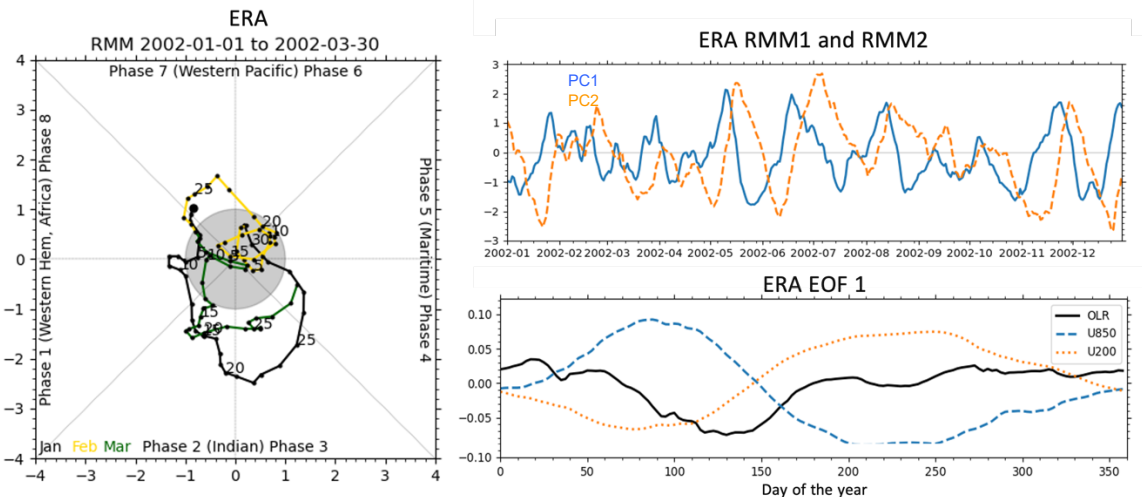 ERA
RMM 2002-01-01 to 2002-03-30
Phase 7 (Western Pacific) Phase 6
Phase 1 (Western Hem, Africa) Phase 8
Phase 5 (Maritime) Phase 4
Jan Feb Mar Phase 2 (Indian) Phase 3
4
3
2
1
0
−1
−2
−3
−4
−4 −3 −2 −1 0 1 2 3 4
25
20
10
30
15
5
10
10
15
20
25
25
20
ERA RMM1 and RMM2
PC1
PC2
3
2
1
0
−1
−2
−3
2002-01 2002-02 2002-03 2002-04 2002-05 2002-06 2002-07 2002-08 2002-09 2002-10 2002-11 2002-12
ERA EOF 1
OLR
U850
U200
0.10
0.05
0.00
−0.05
−0.10
0 50 100 150 200 250 300 350
Day of the year